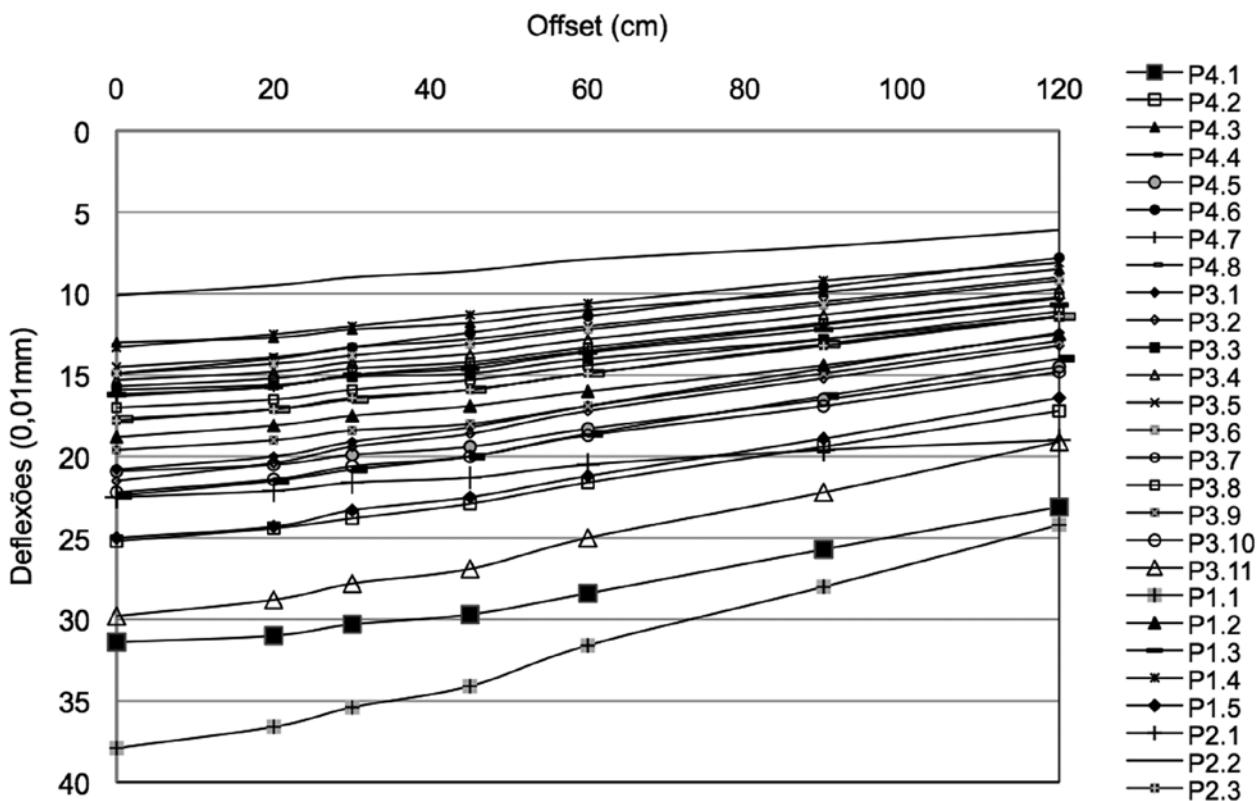 Offset (cm)
0 20 40 60 80 100 120
0
5
10
15
20
25
30
35
40
Deflexões (0,01mm)
P4.1
P4.2
P4.3
P4.4
P4.5
P4.6
P4.7
P4.8
P3.1
P3.2
P3.3
P3.4
P3.5
P3.6
P3.7
P3.8
P3.9
P3.10
P3.11
P1.1
P1.2
P1.3
P1.4
P1.5
P2.1
P2.2
P2.3